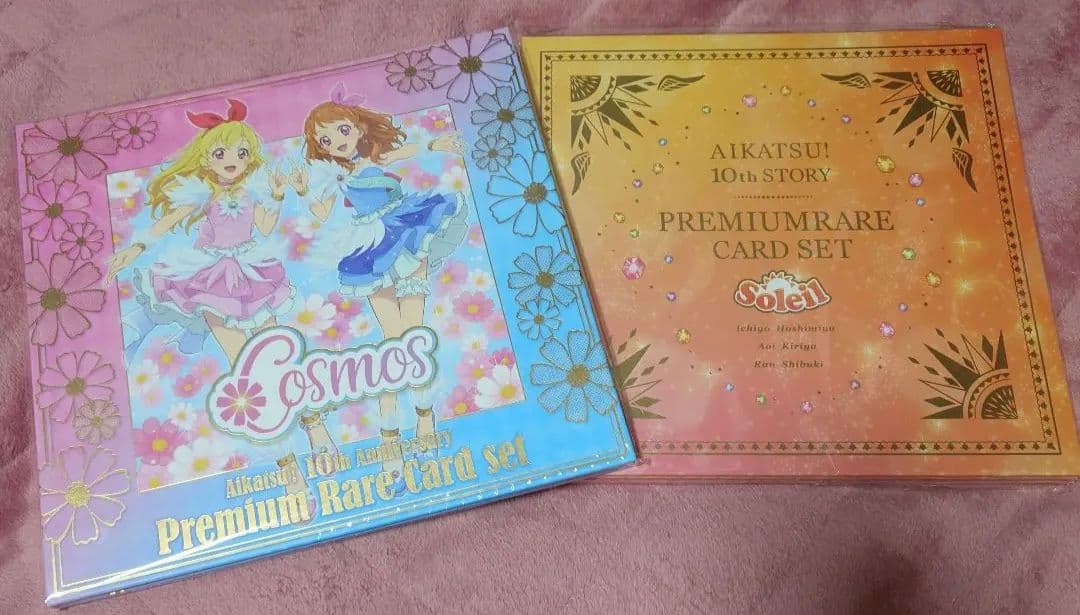 Cosmos
Aikatsu! 10th Anniversary
Premium Rare Card set
AIKATSU!
10th STORY
PREMIUMRARE
CARD SET
Soleil
Ichigo Hoshimiya
Aoi Kiriya
Ran Shibuki